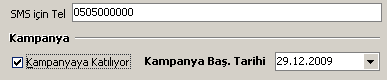 SMS için Tel 0505000000
Kampanya
Kampanyaya Katılıyor Kampanya Baş. Tarihi 29.12.2009